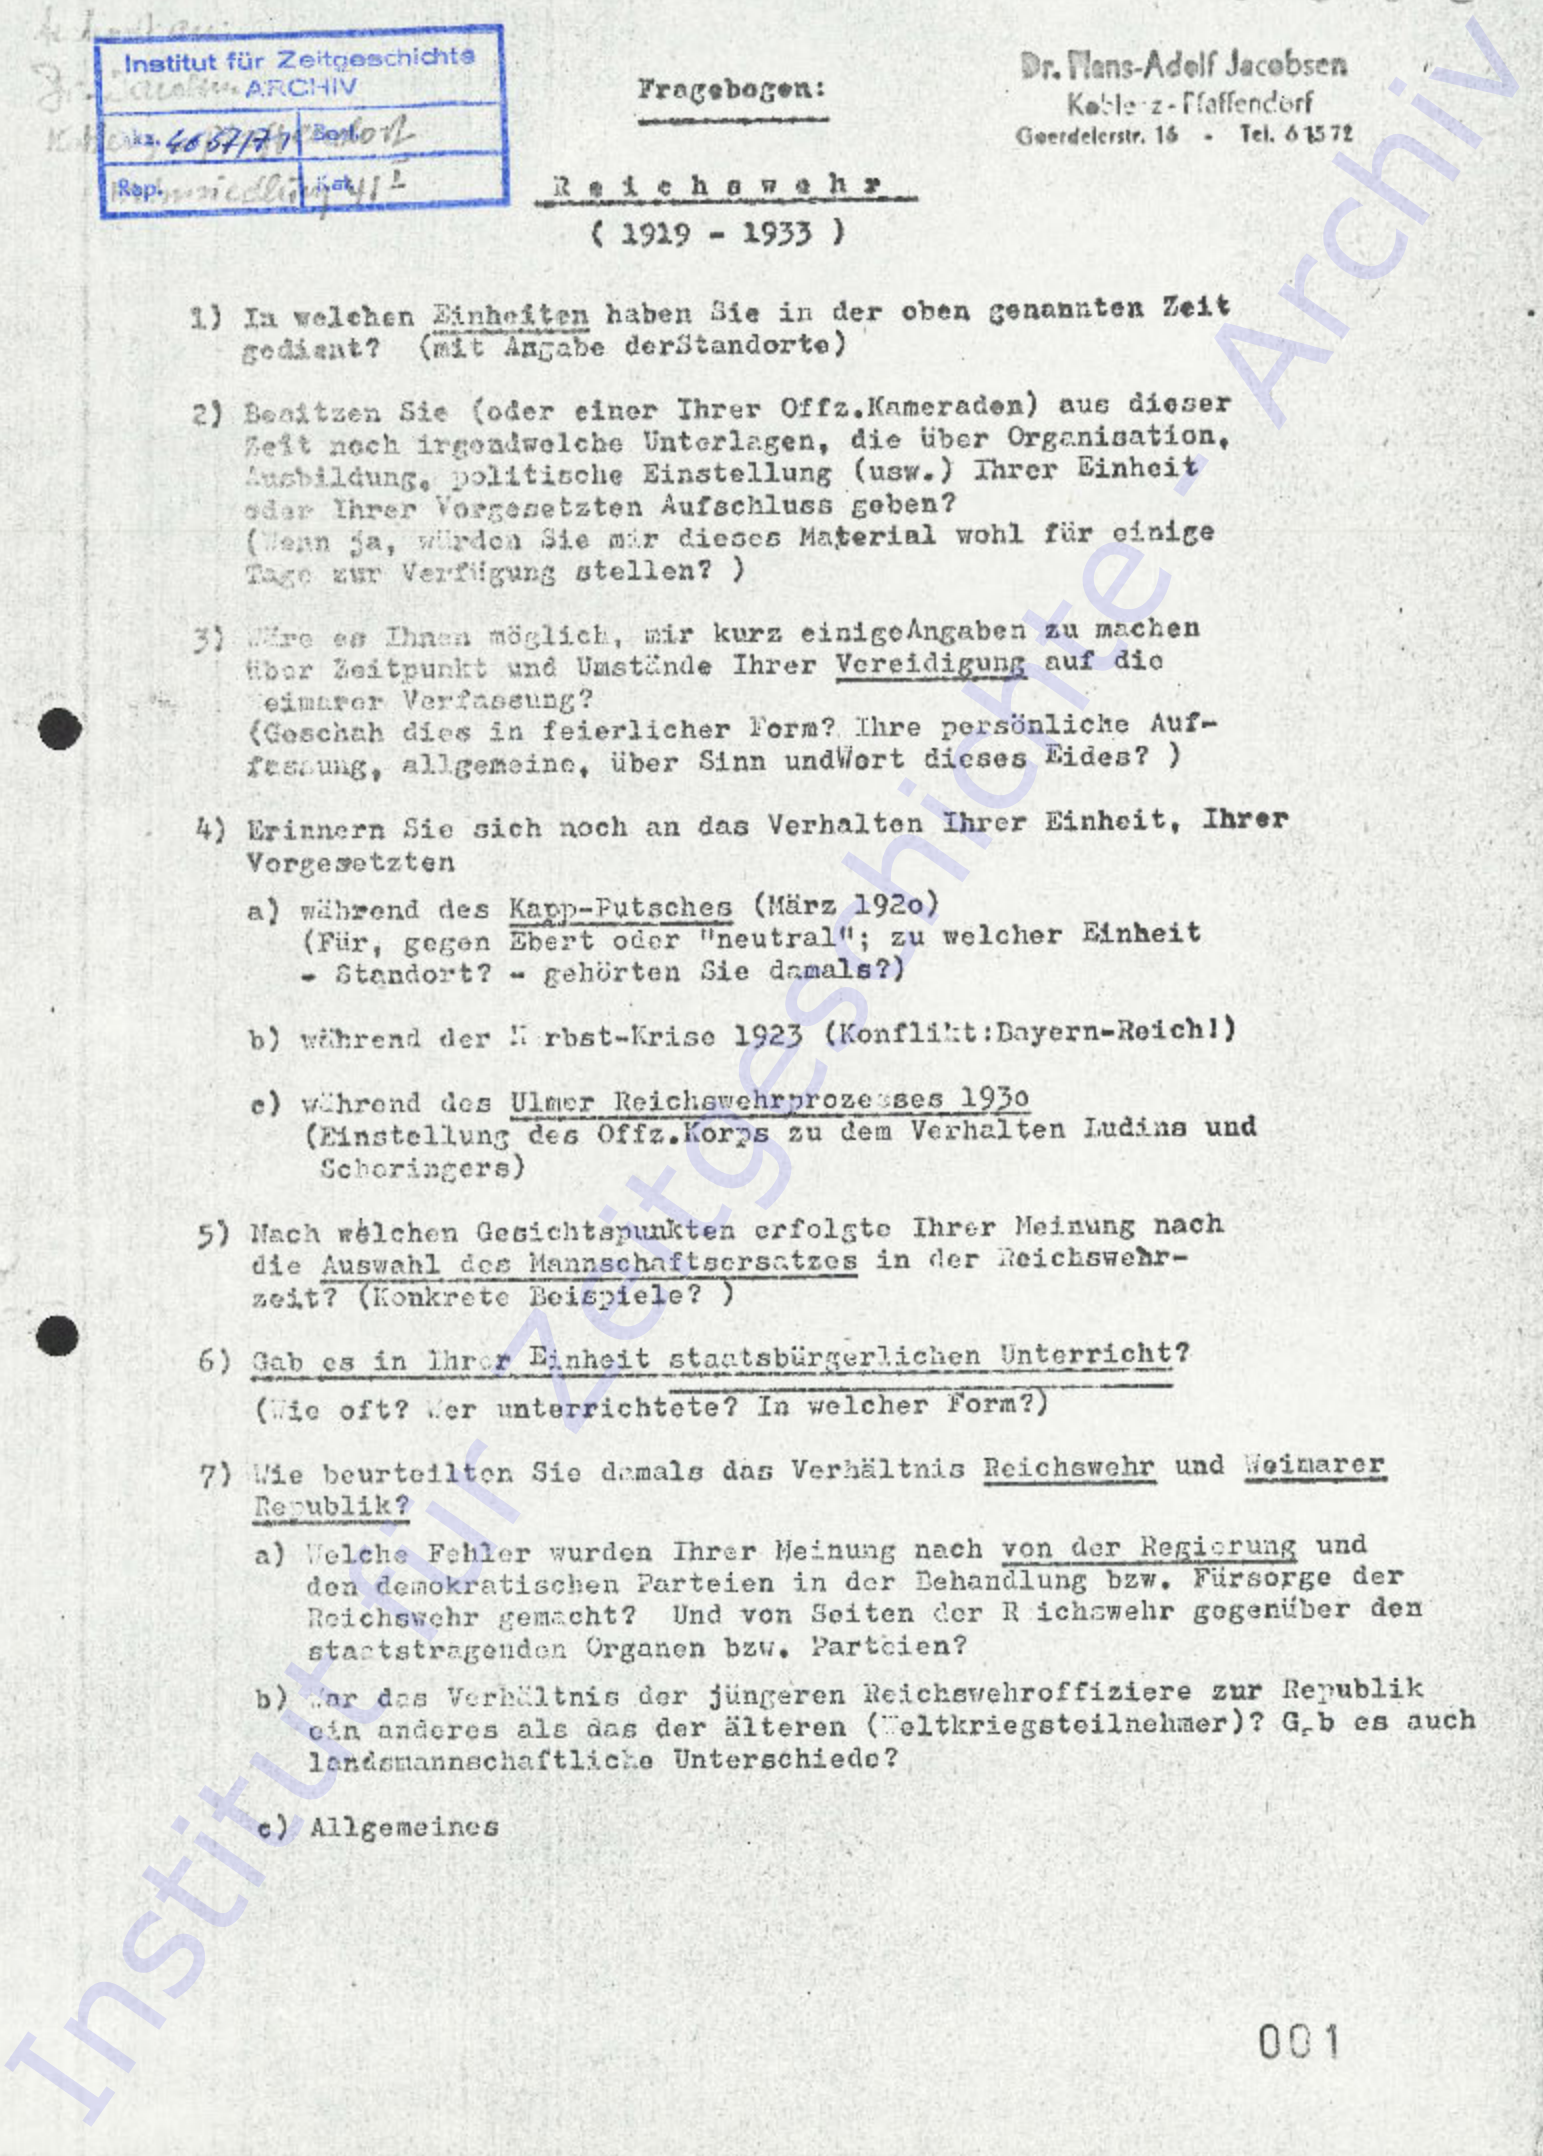 Institut für Zeitgeschichte
ARCHIV
Akz. 4057/71 Best.
Rep. Kat.
Dr. Hans-Adolf Jacobsen
Koblenz-Pfaffendorf
Goerdelerstr. 16 - Tel. 6 15 72
Fragebogen:
Reichswehr
( 1919 - 1933 )
1) In welchen Einheiten haben Sie in der oben genannten Zeit
gedient? (mit Angabe derStandorte)
2) Besitzen Sie (oder einer Ihrer Offz.Kameraden) aus dieser
Zeit noch irgendwelche Unterlagen, die über Organisation,
Ausbildung, politische Einstellung (usw.) Ihrer Einheit
oder Ihrer Vorgesetzten Aufschluss geben?
(Wenn ja, würden Sie mir dieses Material wohl für einige
Tage zur Verfügung stellen? )
3) Wäre es Ihnen möglich, mir kurz einigeAngaben zu machen
über Zeitpunkt und Umstände Ihrer Vereidigung auf die
Weimarer Verfassung?
(Geschah dies in feierlicher Form? Ihre persönliche Auf-
fassung, allgemeine, über Sinn undWort dieses Eides? )
4) Erinnern Sie sich noch an das Verhalten Ihrer Einheit, Ihrer
Vorgesetzten
a) während des Kapp-Putsches (März 192o)
(Für, gegen Ebert oder "neutral"; zu welcher Einheit
- Standort? - gehörten Sie damals?)
b) während der Herbst-Krise 1923 (Konflikt:Bayern-Reich!)
c) während des Ulmer Reichswehrprozesses 193o
(Einstellung des Offz.Korps zu dem Verhalten Ludins und
Scheringers)
5) Nach welchen Gesichtspunkten erfolgte Ihrer Meinung nach
die Auswahl des Mannschaftsersatzes in der Reichswehr-
zeit? (Konkrete Beispiele? )
6) Gab es in Ihrer Einheit staatsbürgerlichen Unterricht?
(Wie oft? Wer unterrichtete? In welcher Form?)
7) Wie beurteilten Sie damals das Verhältnis Reichswehr und Weimarer
Republik?
a) Welche Fehler wurden Ihrer Meinung nach von der Regierung und
den demokratischen Parteien in der Behandlung bzw. Fürsorge der
Reichswehr gemacht? Und von Seiten der Reichswehr gegenüber den
staatstragenden Organen bzw. Parteien?
b) War das Verhältnis der jüngeren Reichswehroffiziere zur Republik
ein anderes als das der älteren (Weltkriegsteilnehmer)? Gab es auch
landsmannschaftliche Unterschiede?
c) Allgemeines
001
Institut für Zeitgeschichte - Archiv